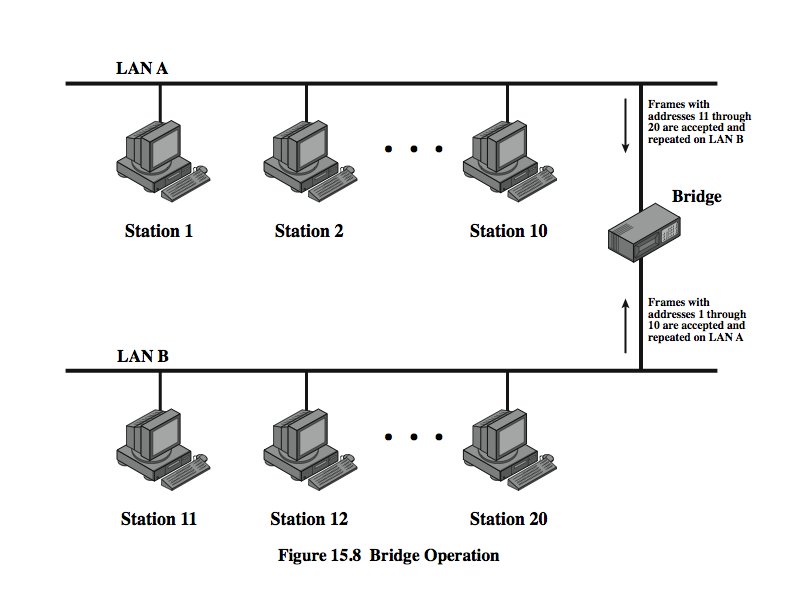 LAN A
Frames with
addresses 11 through
20 are accepted and
repeated on LAN B
Station 1
Station 2
Station 10
Bridge
Frames with
addresses 1 through
10 are accepted and
repeated on LAN A
LAN B
Station 11
Station 12
Station 20
Figure 15.8 Bridge Operation